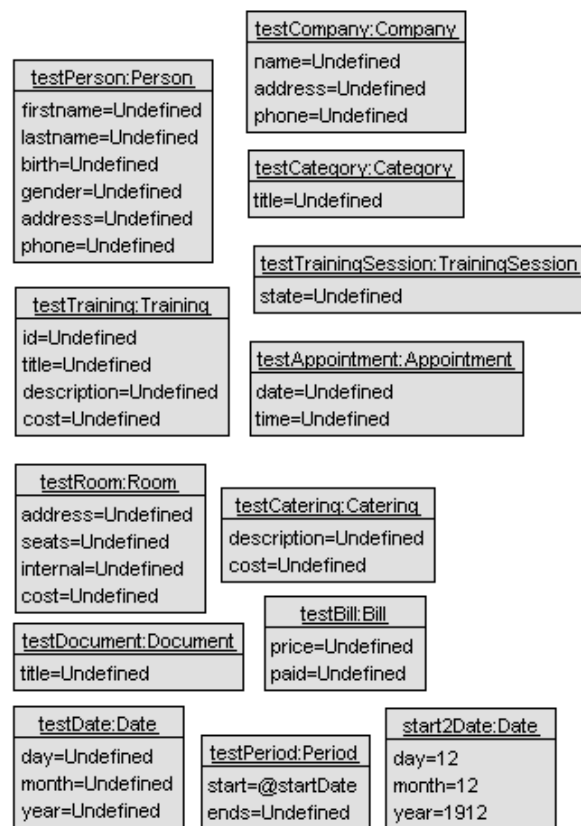 testCompany:Company
name=Undefined
address=Undefined
phone=Undefined
testPerson:Person
firstname=Undefined
lastname=Undefined
birth=Undefined
gender=Undefined
address=Undefined
phone=Undefined
testCategory:Category
title=Undefined
testTrainingSession:TrainingSession
state=Undefined
testTraining:Training
id=Undefined
title=Undefined
description=Undefined
cost=Undefined
testAppointment:Appointment
date=Undefined
time=Undefined
testRoom:Room
address=Undefined
seats=Undefined
internal=Undefined
cost=Undefined
testCatering:Catering
description=Undefined
cost=Undefined
testBill:Bill
price=Undefined
paid=Undefined
testDocument:Document
title=Undefined
testDate:Date
day=Undefined
month=Undefined
year=Undefined
testPeriod:Period
start=@startDate
ends=Undefined
start2Date:Date
day=12
month=12
year=1912